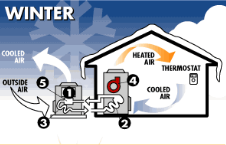 WINTER
COOLED
AIR
HEATED
AIR
THERMOSTAT
OUTSIDE
AIR
COOLED
AIR
5
1
4
3
2